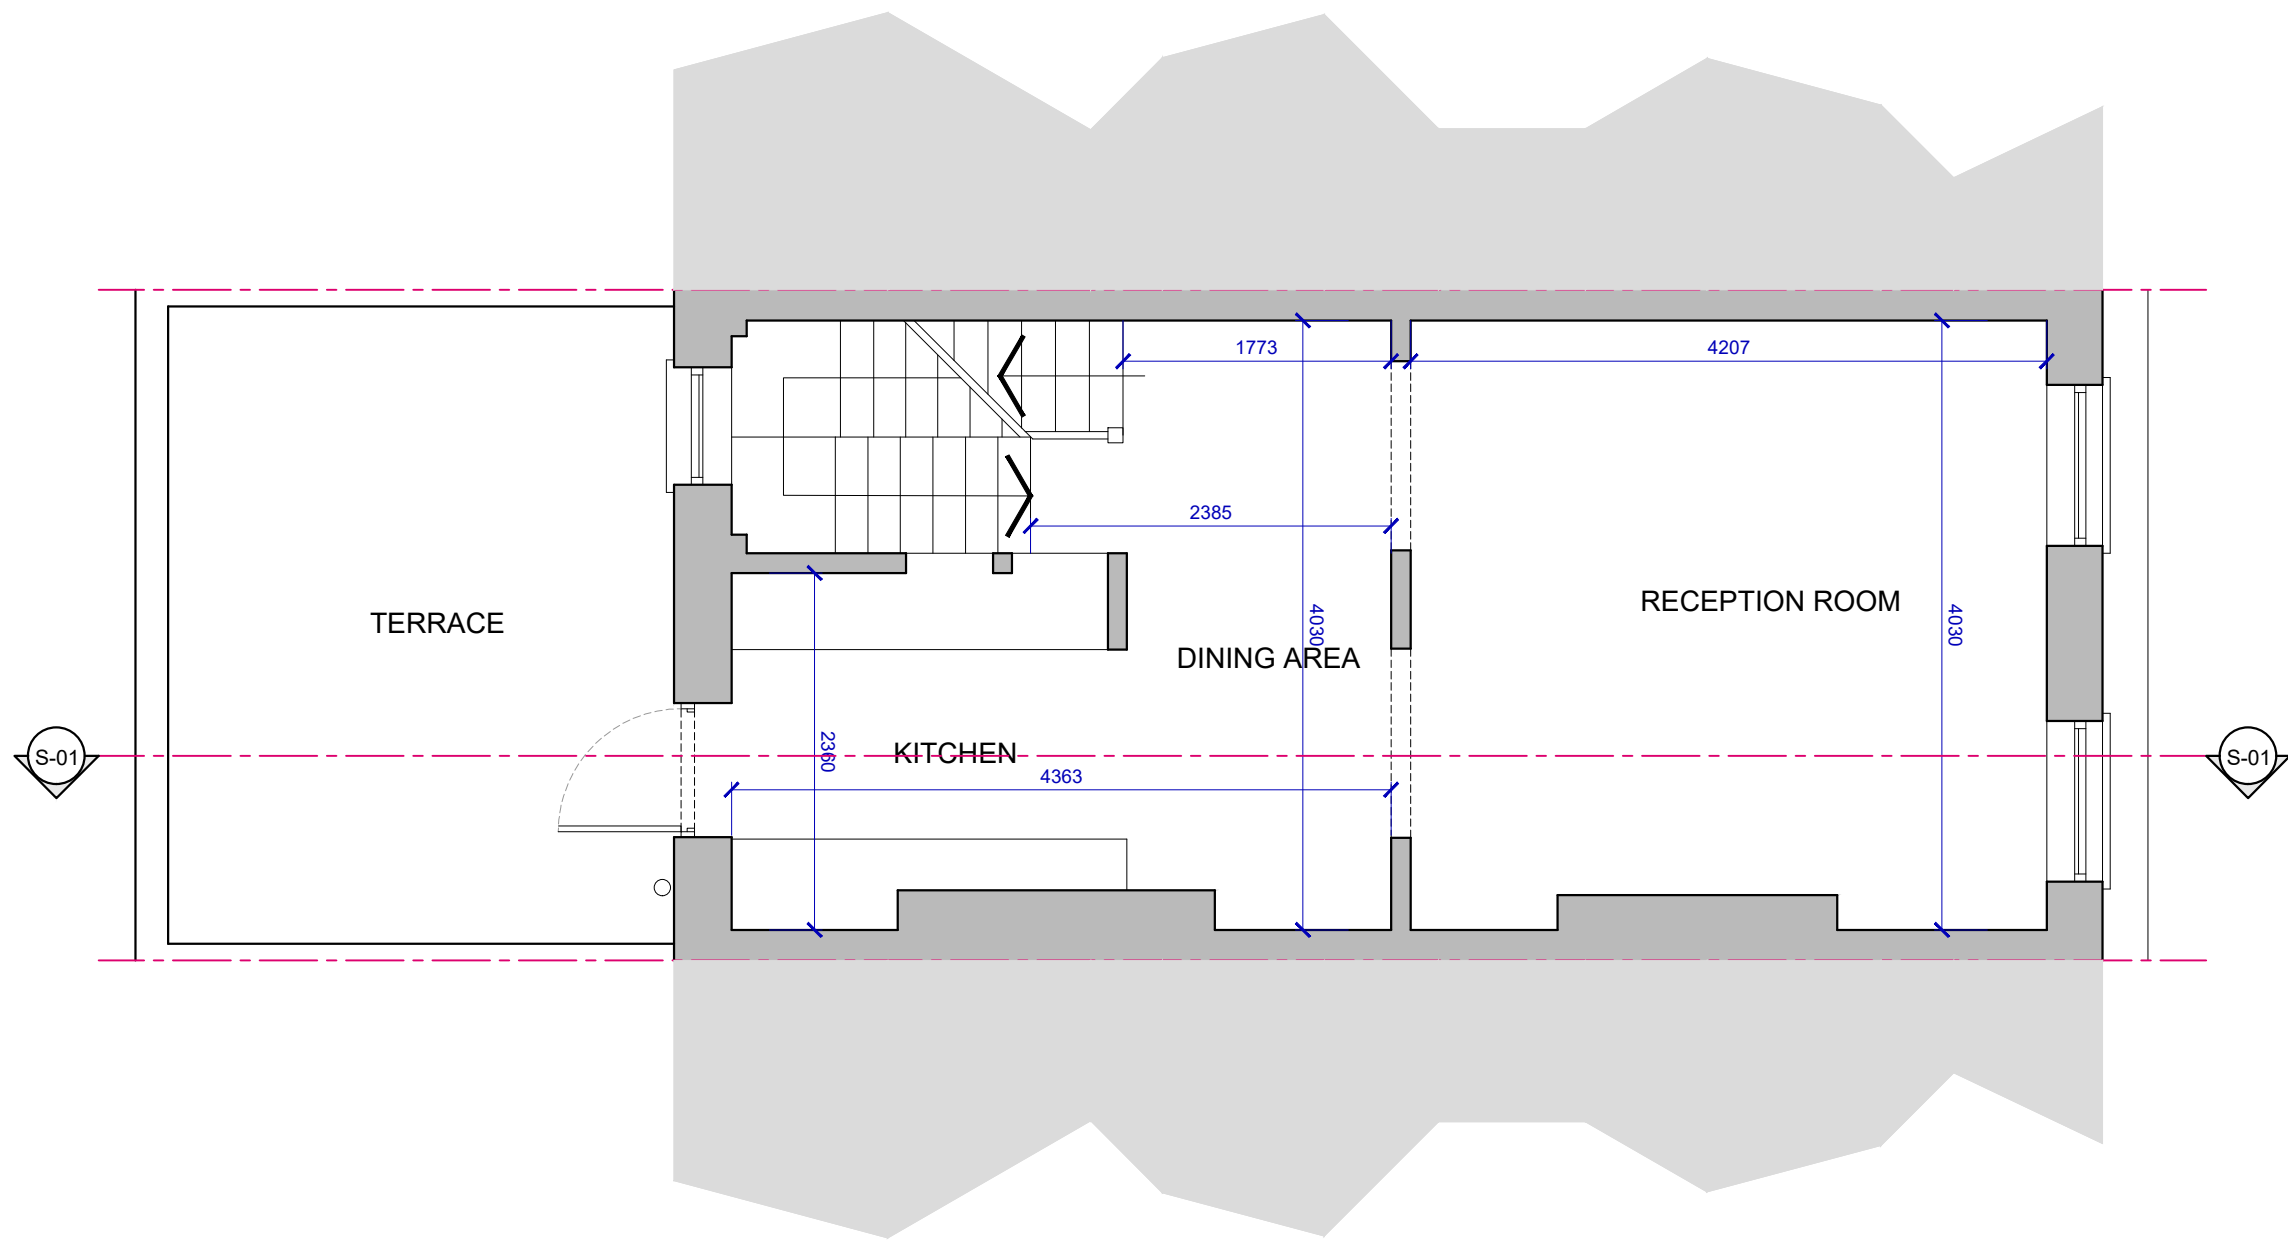 1773
4207
2385
TERRACE
RECEPTION ROOM
4030
4030
DINING AREA
S-01
2360
KITCHEN
S-01
4363